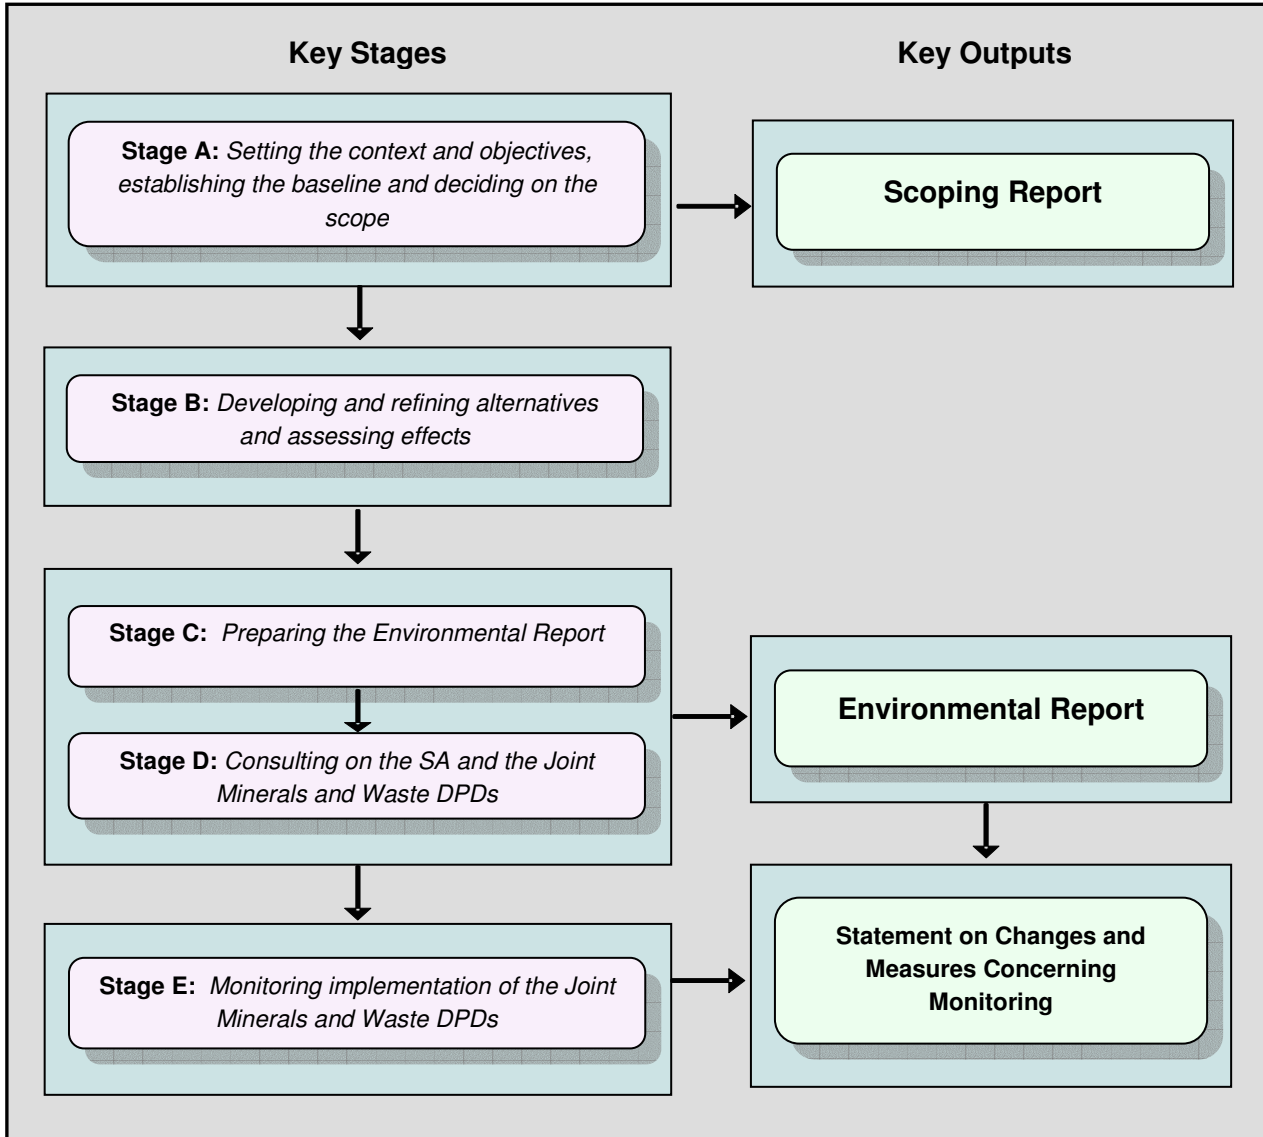 Key Stages
Key Outputs
Stage A: Setting the context and objectives,
establishing the baseline and deciding on the
scope
Scoping Report
Stage B: Developing and refining alternatives
and assessing effects
Stage C: Preparing the Environmental Report
Stage D: Consulting on the SA and the Joint
Minerals and Waste DPDs
Environmental Report
Stage E: Monitoring implementation of the Joint
Minerals and Waste DPDs
Statement on Changes and
Measures Concerning
Monitoring